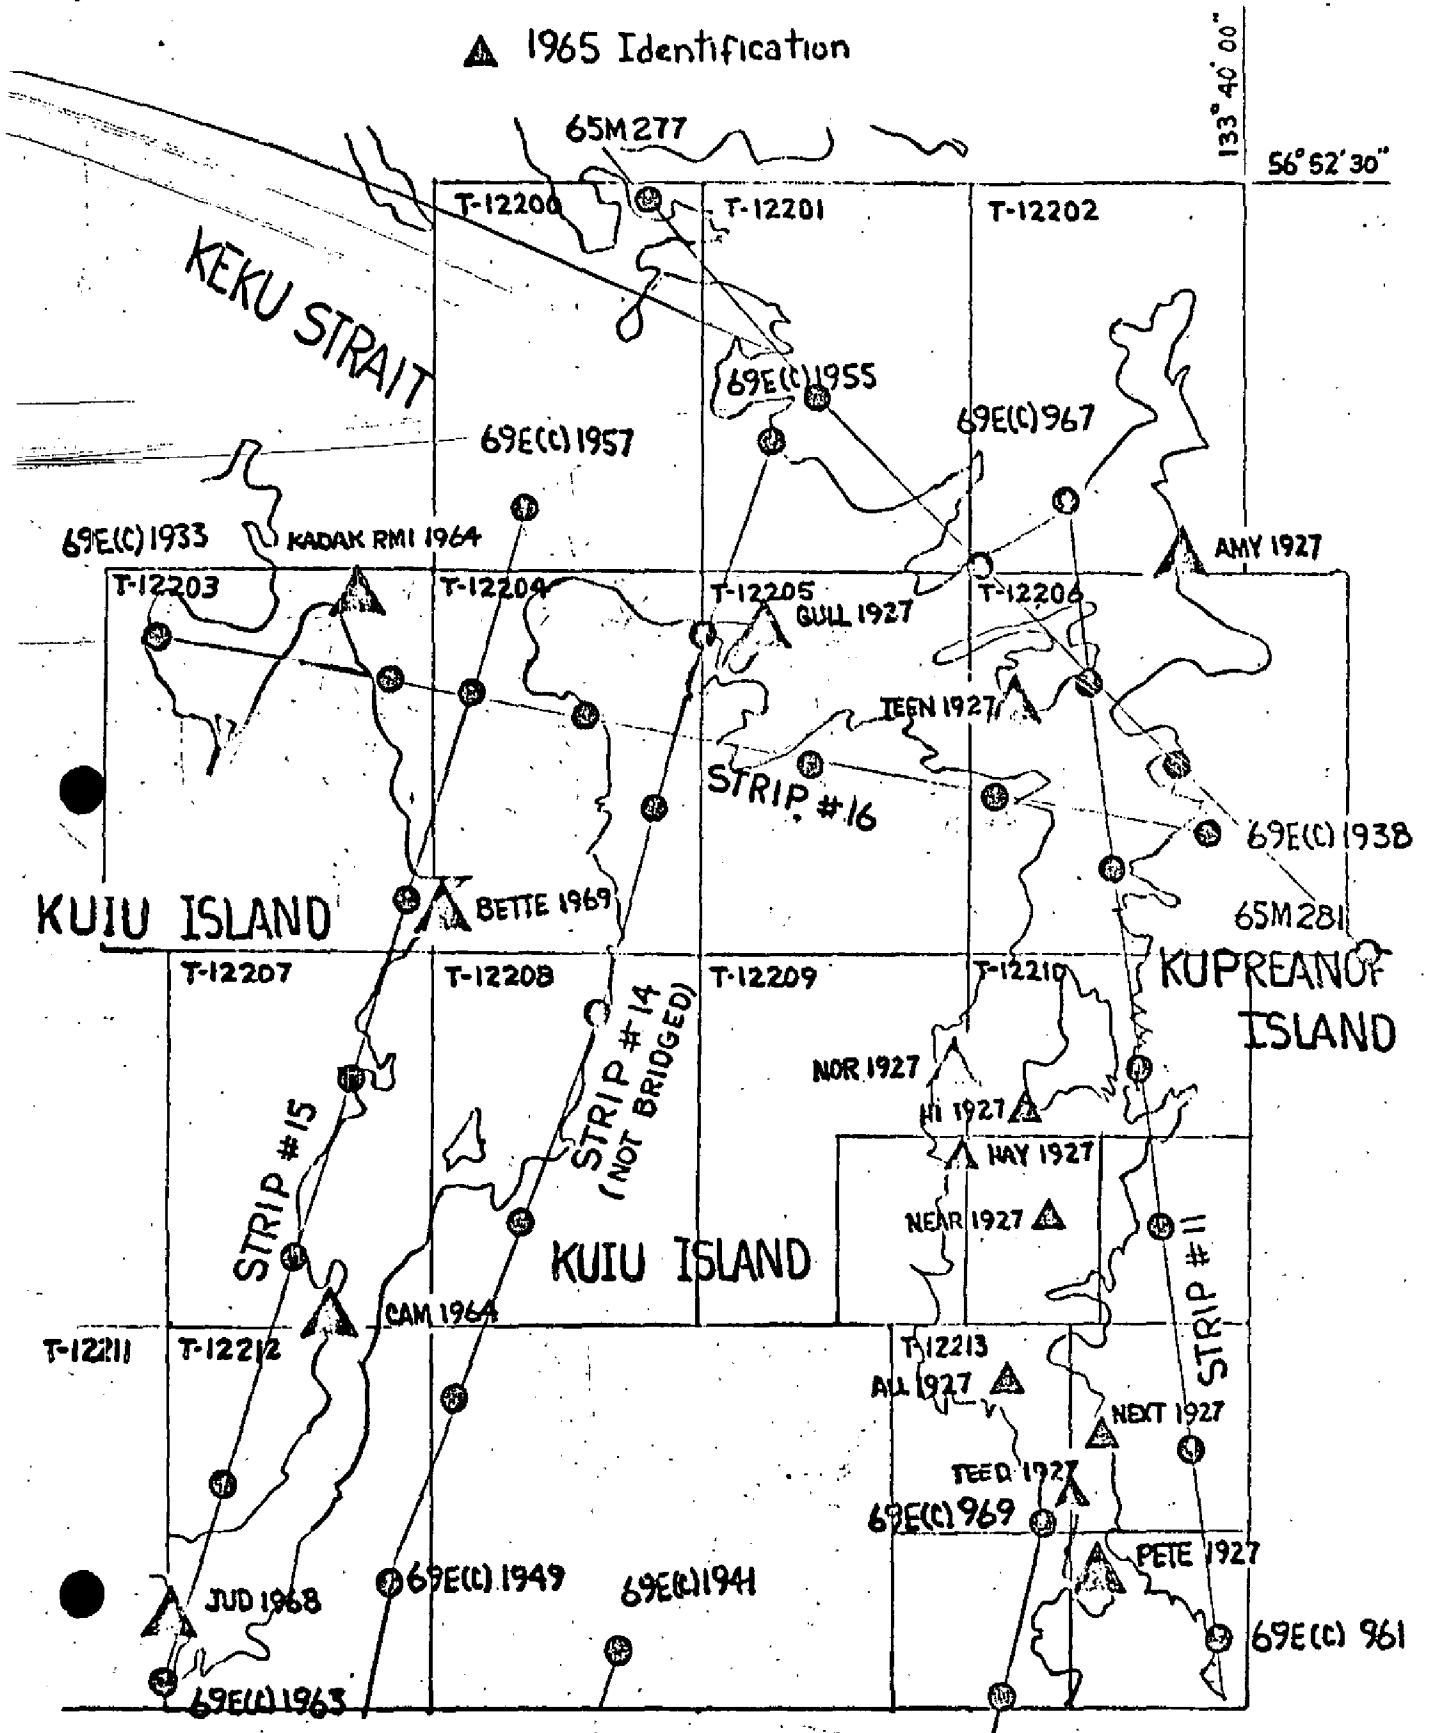 1965 Identification
133° 40' 00"
65M277
56° 52' 30"
T-12200
T-12201
T-12202
KEKU STRAIT
69E(C)1955
69E(C)967
69E(C)1957
69E(C)1933
KADAK RM1 1964
AMY 1927
T-12203
T-12204
T-12205
T-12206
GULL 1927
TEEN 1927
STRIP #16
69E(C)1938
KUIU ISLAND
BETTE 1969
65M281
T-12207
T-12208
T-12209
T-12210
KUPREANOF
ISLAND
STRIP #14
(NOT BRIDGED)
NOR 1927
HI 1927
STRIP #15
HAY 1927
NEAR 1927
KUIU ISLAND
STRIP #11
CAM 1964
T-12211
T-12212
T-12213
ALL 1927
NEXT 1927
1927
69E(C)969
PETE 1927
69E(C)1949
69E(C)1941
JUD 1968
69E(C) 961
69E(C)1963